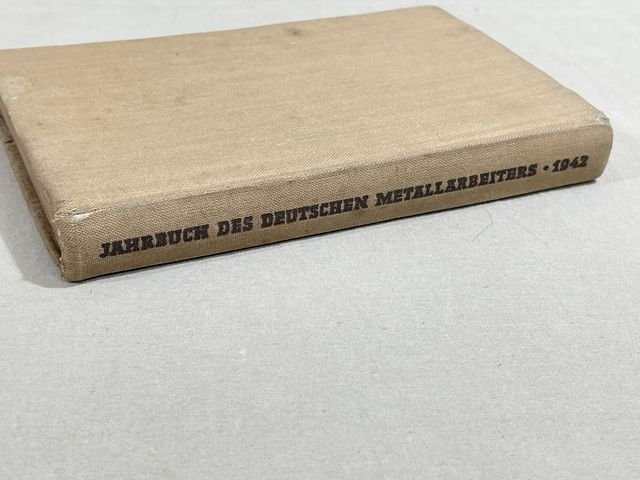 JAHRBUCH DES DEUTSCHEN METALLARBEITERS • 1942